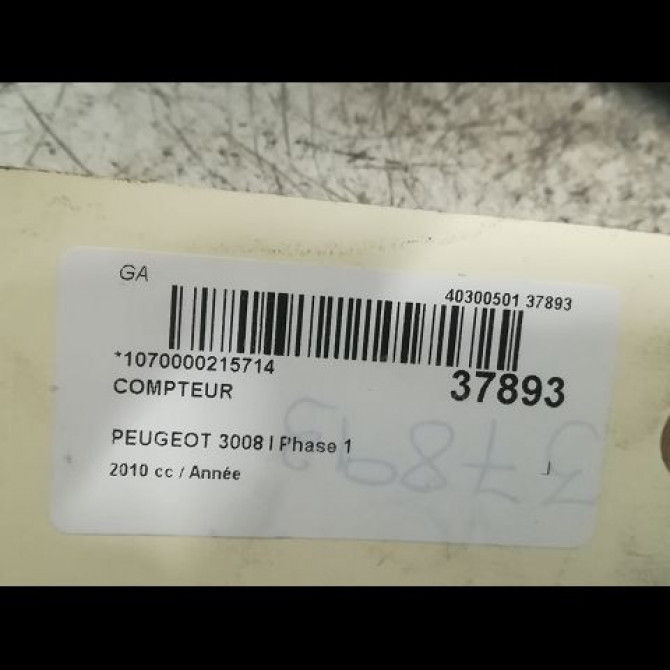 GA
40300501 37893
*1070000215714
37893
COMPTEUR
PEUGEOT 3008 I Phase 1
2010 cc / Année
37893